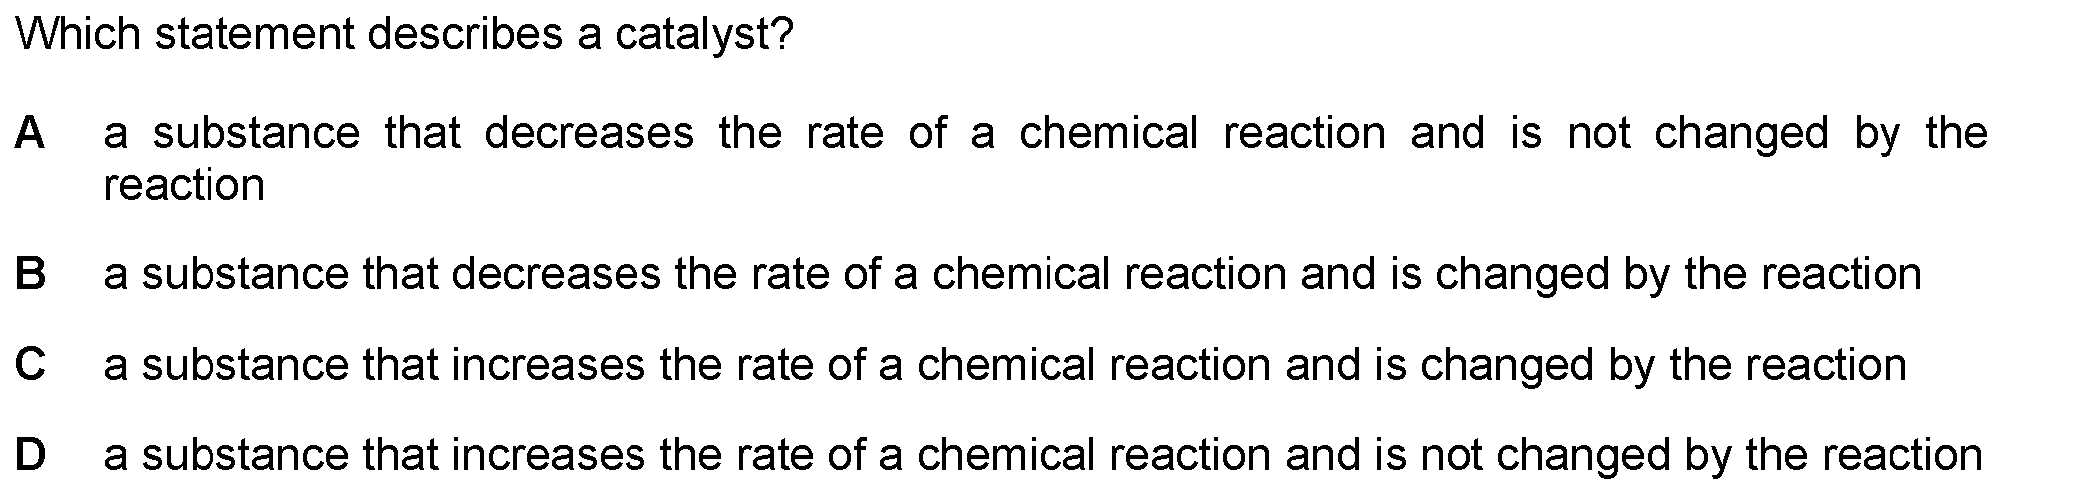 Which statement describes a catalyst?
A a substance that decreases the rate of a chemical reaction and is not changed by the
reaction
B a substance that decreases the rate of a chemical reaction and is changed by the reaction
C a substance that increases the rate of a chemical reaction and is changed by the reaction
D a substance that increases the rate of a chemical reaction and is not changed by the reaction